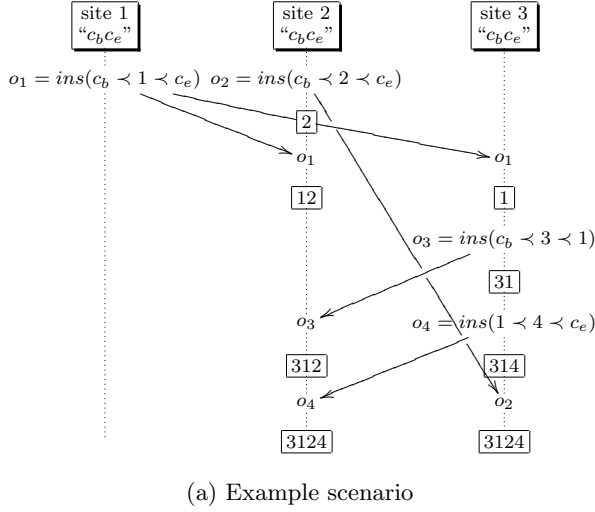 site 1 site 2 site 3
“c_b c_e” “c_b c_e” “c_b c_e”
o_1 = ins(c_b ≺ 1 ≺ c_e) o_2 = ins(c_b ≺ 2 ≺ c_e)
2
o_1 o_1
12 1
o_3 = ins(c_b ≺ 3 ≺ 1)
31
o_3 o_4 = ins(1 ≺ 4 ≺ c_e)
312 314
o_4 o_2
3124 3124
(a) Example scenario